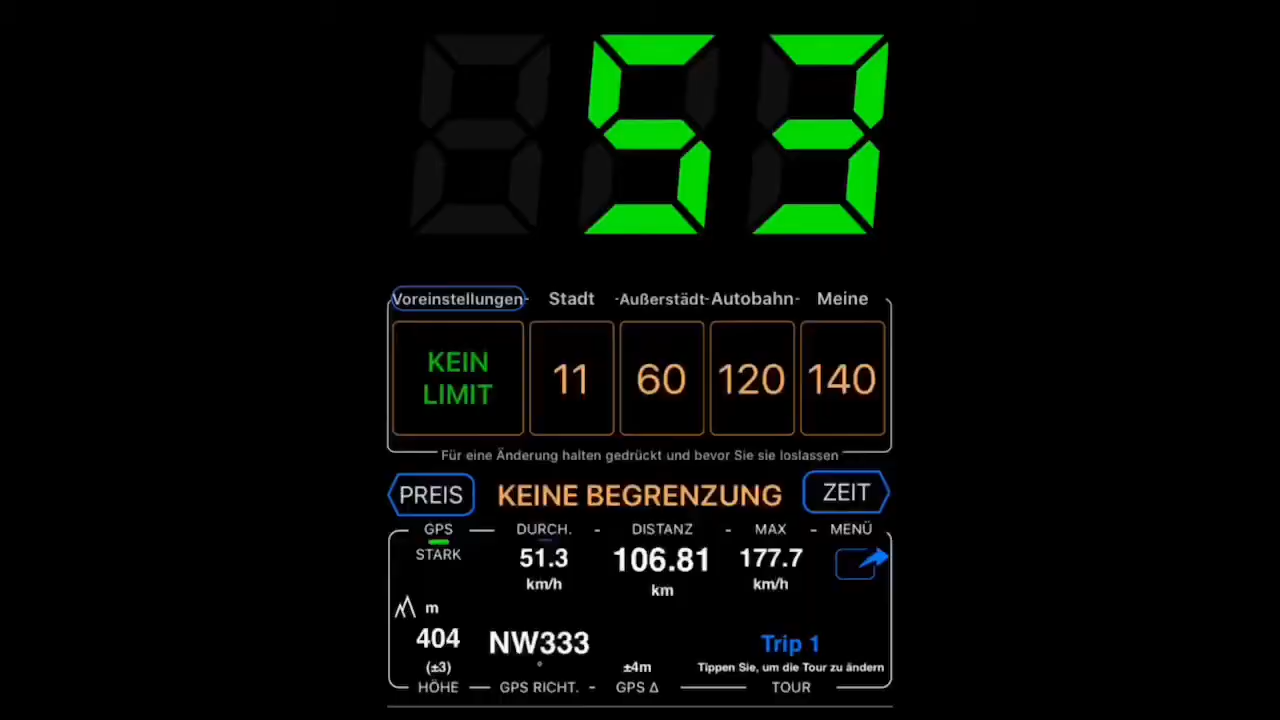 53
Voreinstellungen Stadt Außerstädt Autobahn Meine
KEIN
LIMIT
11 60 120 140
Für eine Änderung halten gedrückt und bevor Sie sie loslassen
PREIS KEINE BEGRENZUNG ZEIT
GPS DURCH. DISTANZ MAX MENÜ
STARK 51.3 106.81 177.7
km/h km km/h
m
404 NW333 Trip 1
(±3) ° ±4m Tippen Sie, um die Tour zu ändern
HÖHE GPS RICHT. GPS Δ TOUR